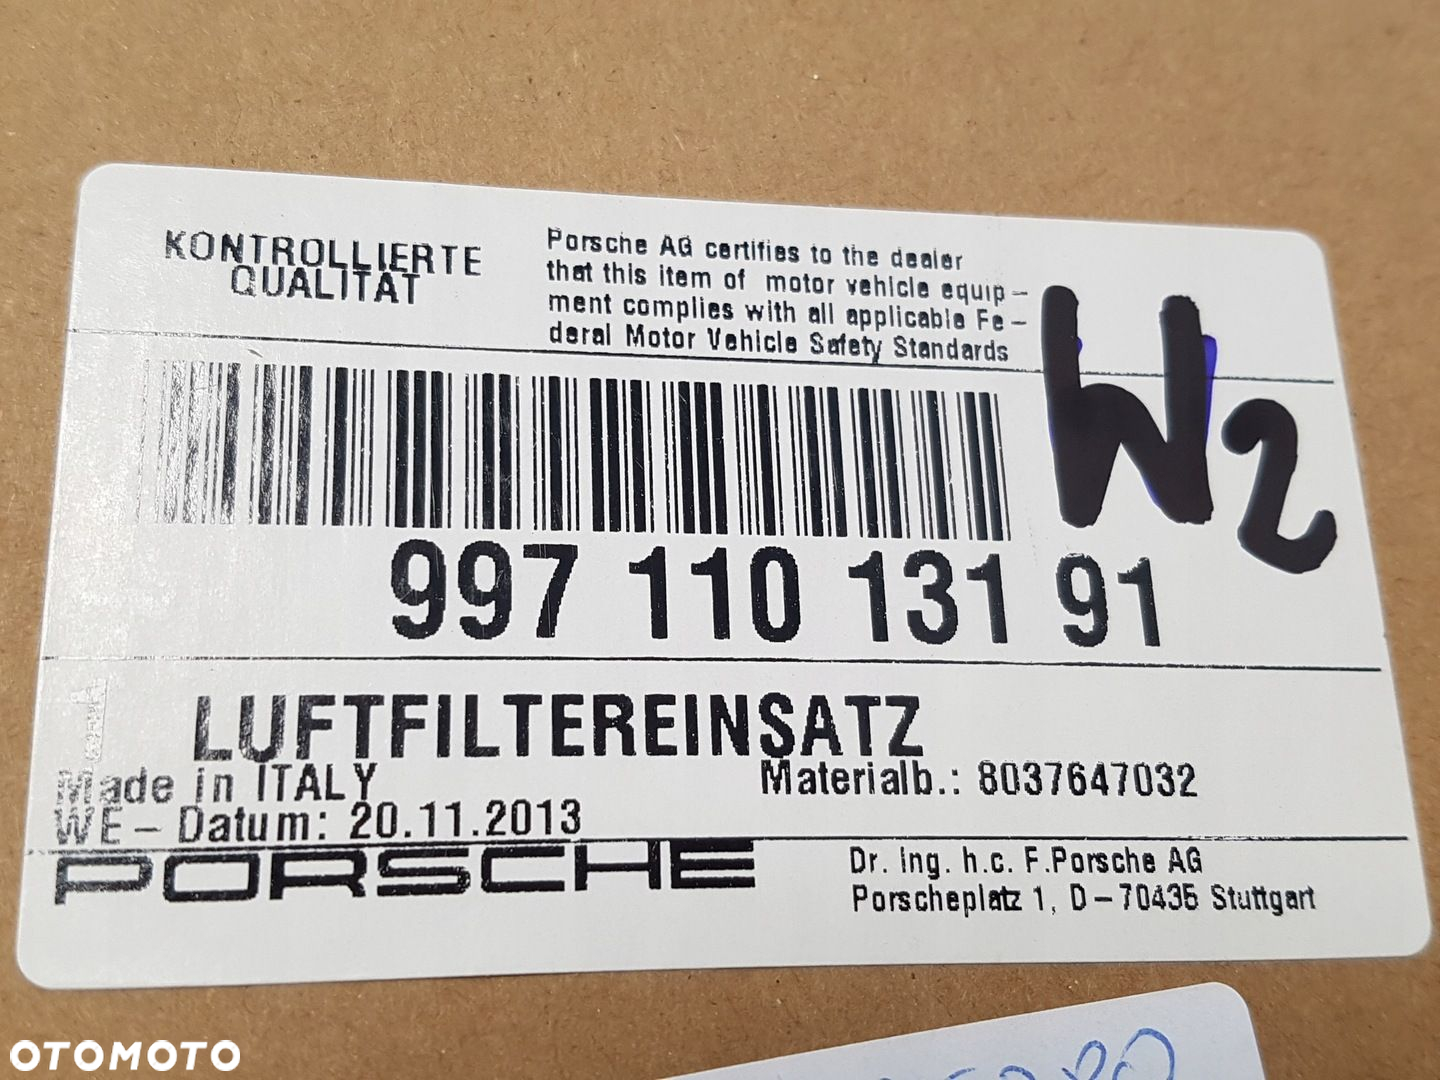 KONTROLLIERTE
QUALITÄT
Porsche AG certifies to the dealer
that this item of motor vehicle equip-
ment complies with all applicable Fe-
deral Motor Vehicle Safety Standards
W2
997 110 131 91
1
LUFTFILTEREINSATZ
Made in ITALY
Materialb.: 8037647032
WE-Datum: 20.11.2013
PORSCHE
Dr. Ing. h.c. F.Porsche AG
Porscheplatz 1, D-70435 Stuttgart
OTOMOTO